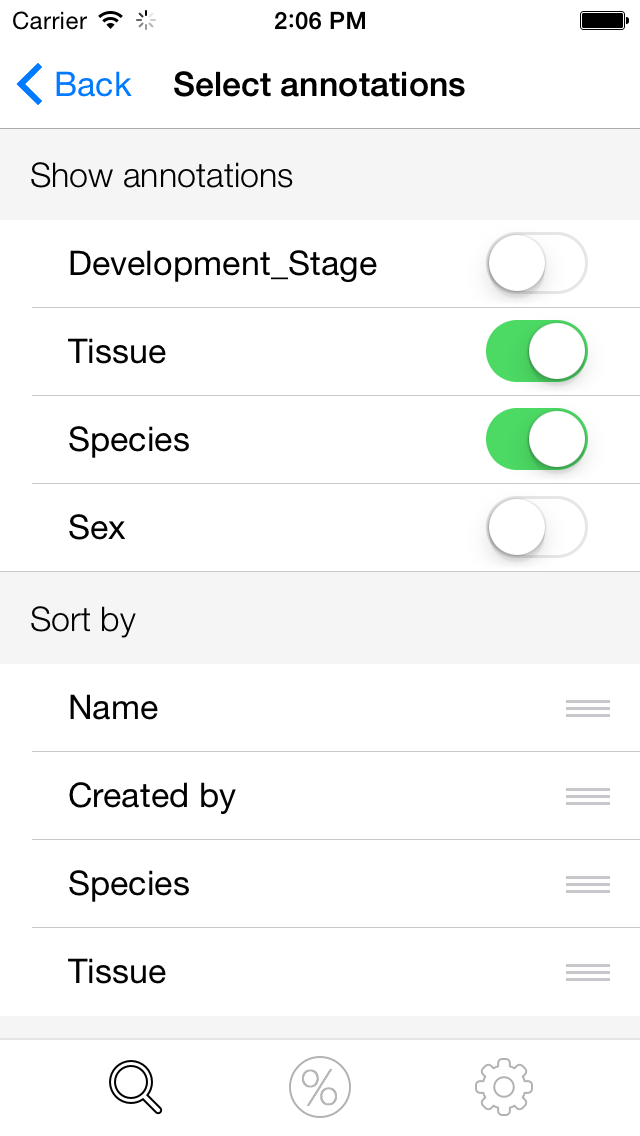 Carrier 2:06 PM
Back Select annotations
Show annotations
Development_Stage
Tissue
Species
Sex
Sort by
Name
Created by
Species
Tissue
%